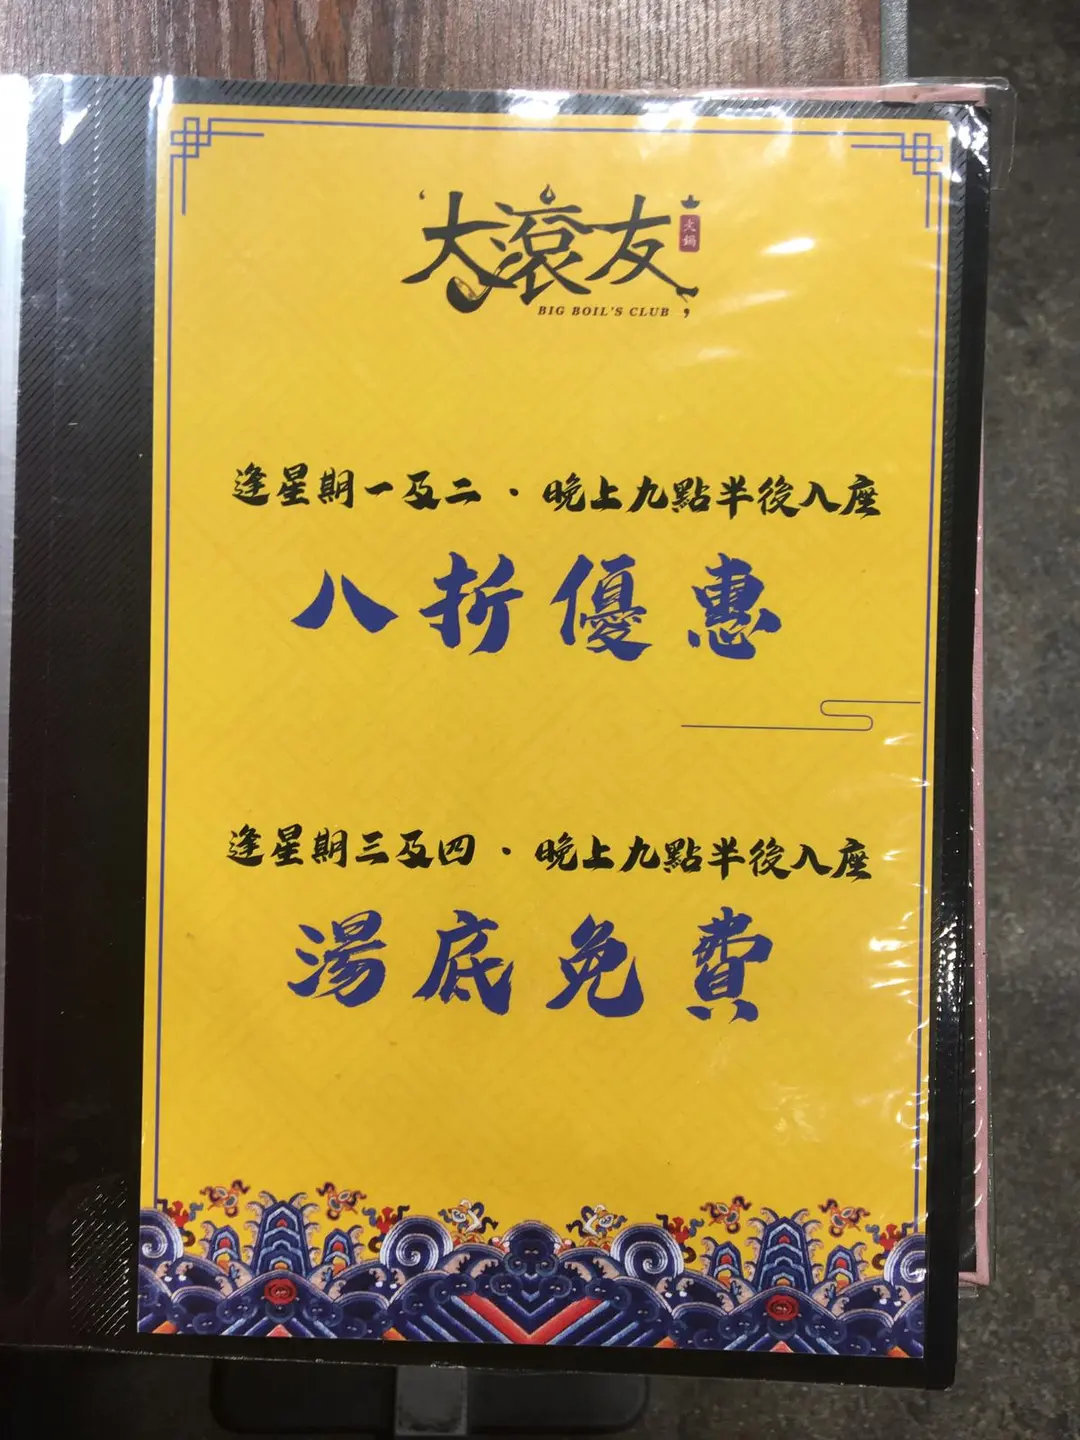 大滾友
火鍋
BIG BOIL'S CLUB
逢星期一及二・晚上九點半後入座
八折優惠
逢星期三及四・晚上九點半後入座
湯底免費